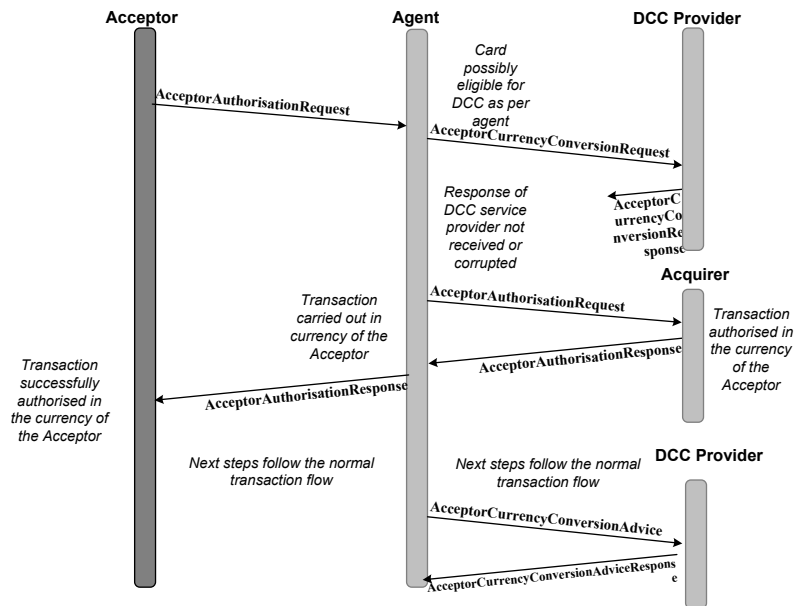 Acceptor
Agent
DCC Provider
Card
possibly
eligible for
DCC as per
agent
AcceptorAuthorisationRequest
AcceptorCurrencyConversionRequest
Response of
DCC service
provider not
received or
corrupted
AcceptorC
urrencyCo
nversionRe
sponse
Acquirer
AcceptorAuthorisationRequest
Transaction
carried out in
currency of the
Acceptor
Transaction
authorised in
the currency
of the
Acceptor
AcceptorAuthorisationResponse
Transaction
successfully
authorised in
the currency of
the Acceptor
AcceptorAuthorisationResponse
DCC Provider
Next steps follow the normal
transaction flow
Next steps follow the normal
transaction flow
AcceptorCurrencyConversionAdvice
AcceptorCurrencyConversionAdviceRespons
e